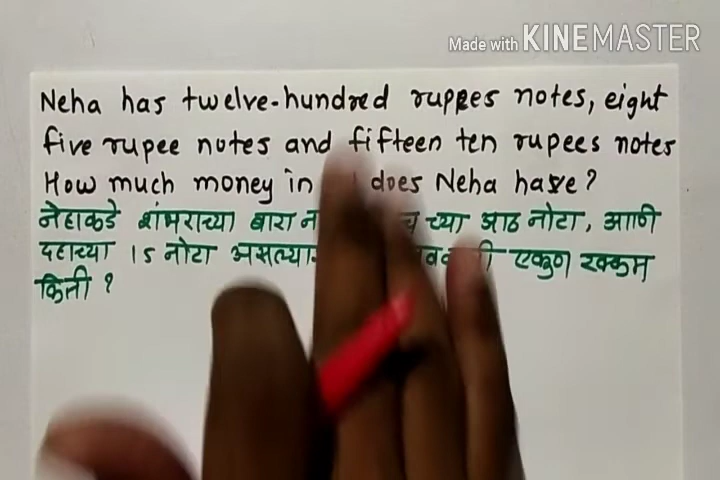 Made with KINEMASTER
Neha has twelve-hundred rupees notes, eight
five rupee notes and fifteen ten rupees notes
How much money in does Neha have?
नेहाकडे शंभराच्या बारा च्या आठ नोटा, आणि
दहाच्या 15 नोटा एकुण रक्कम
किती ?